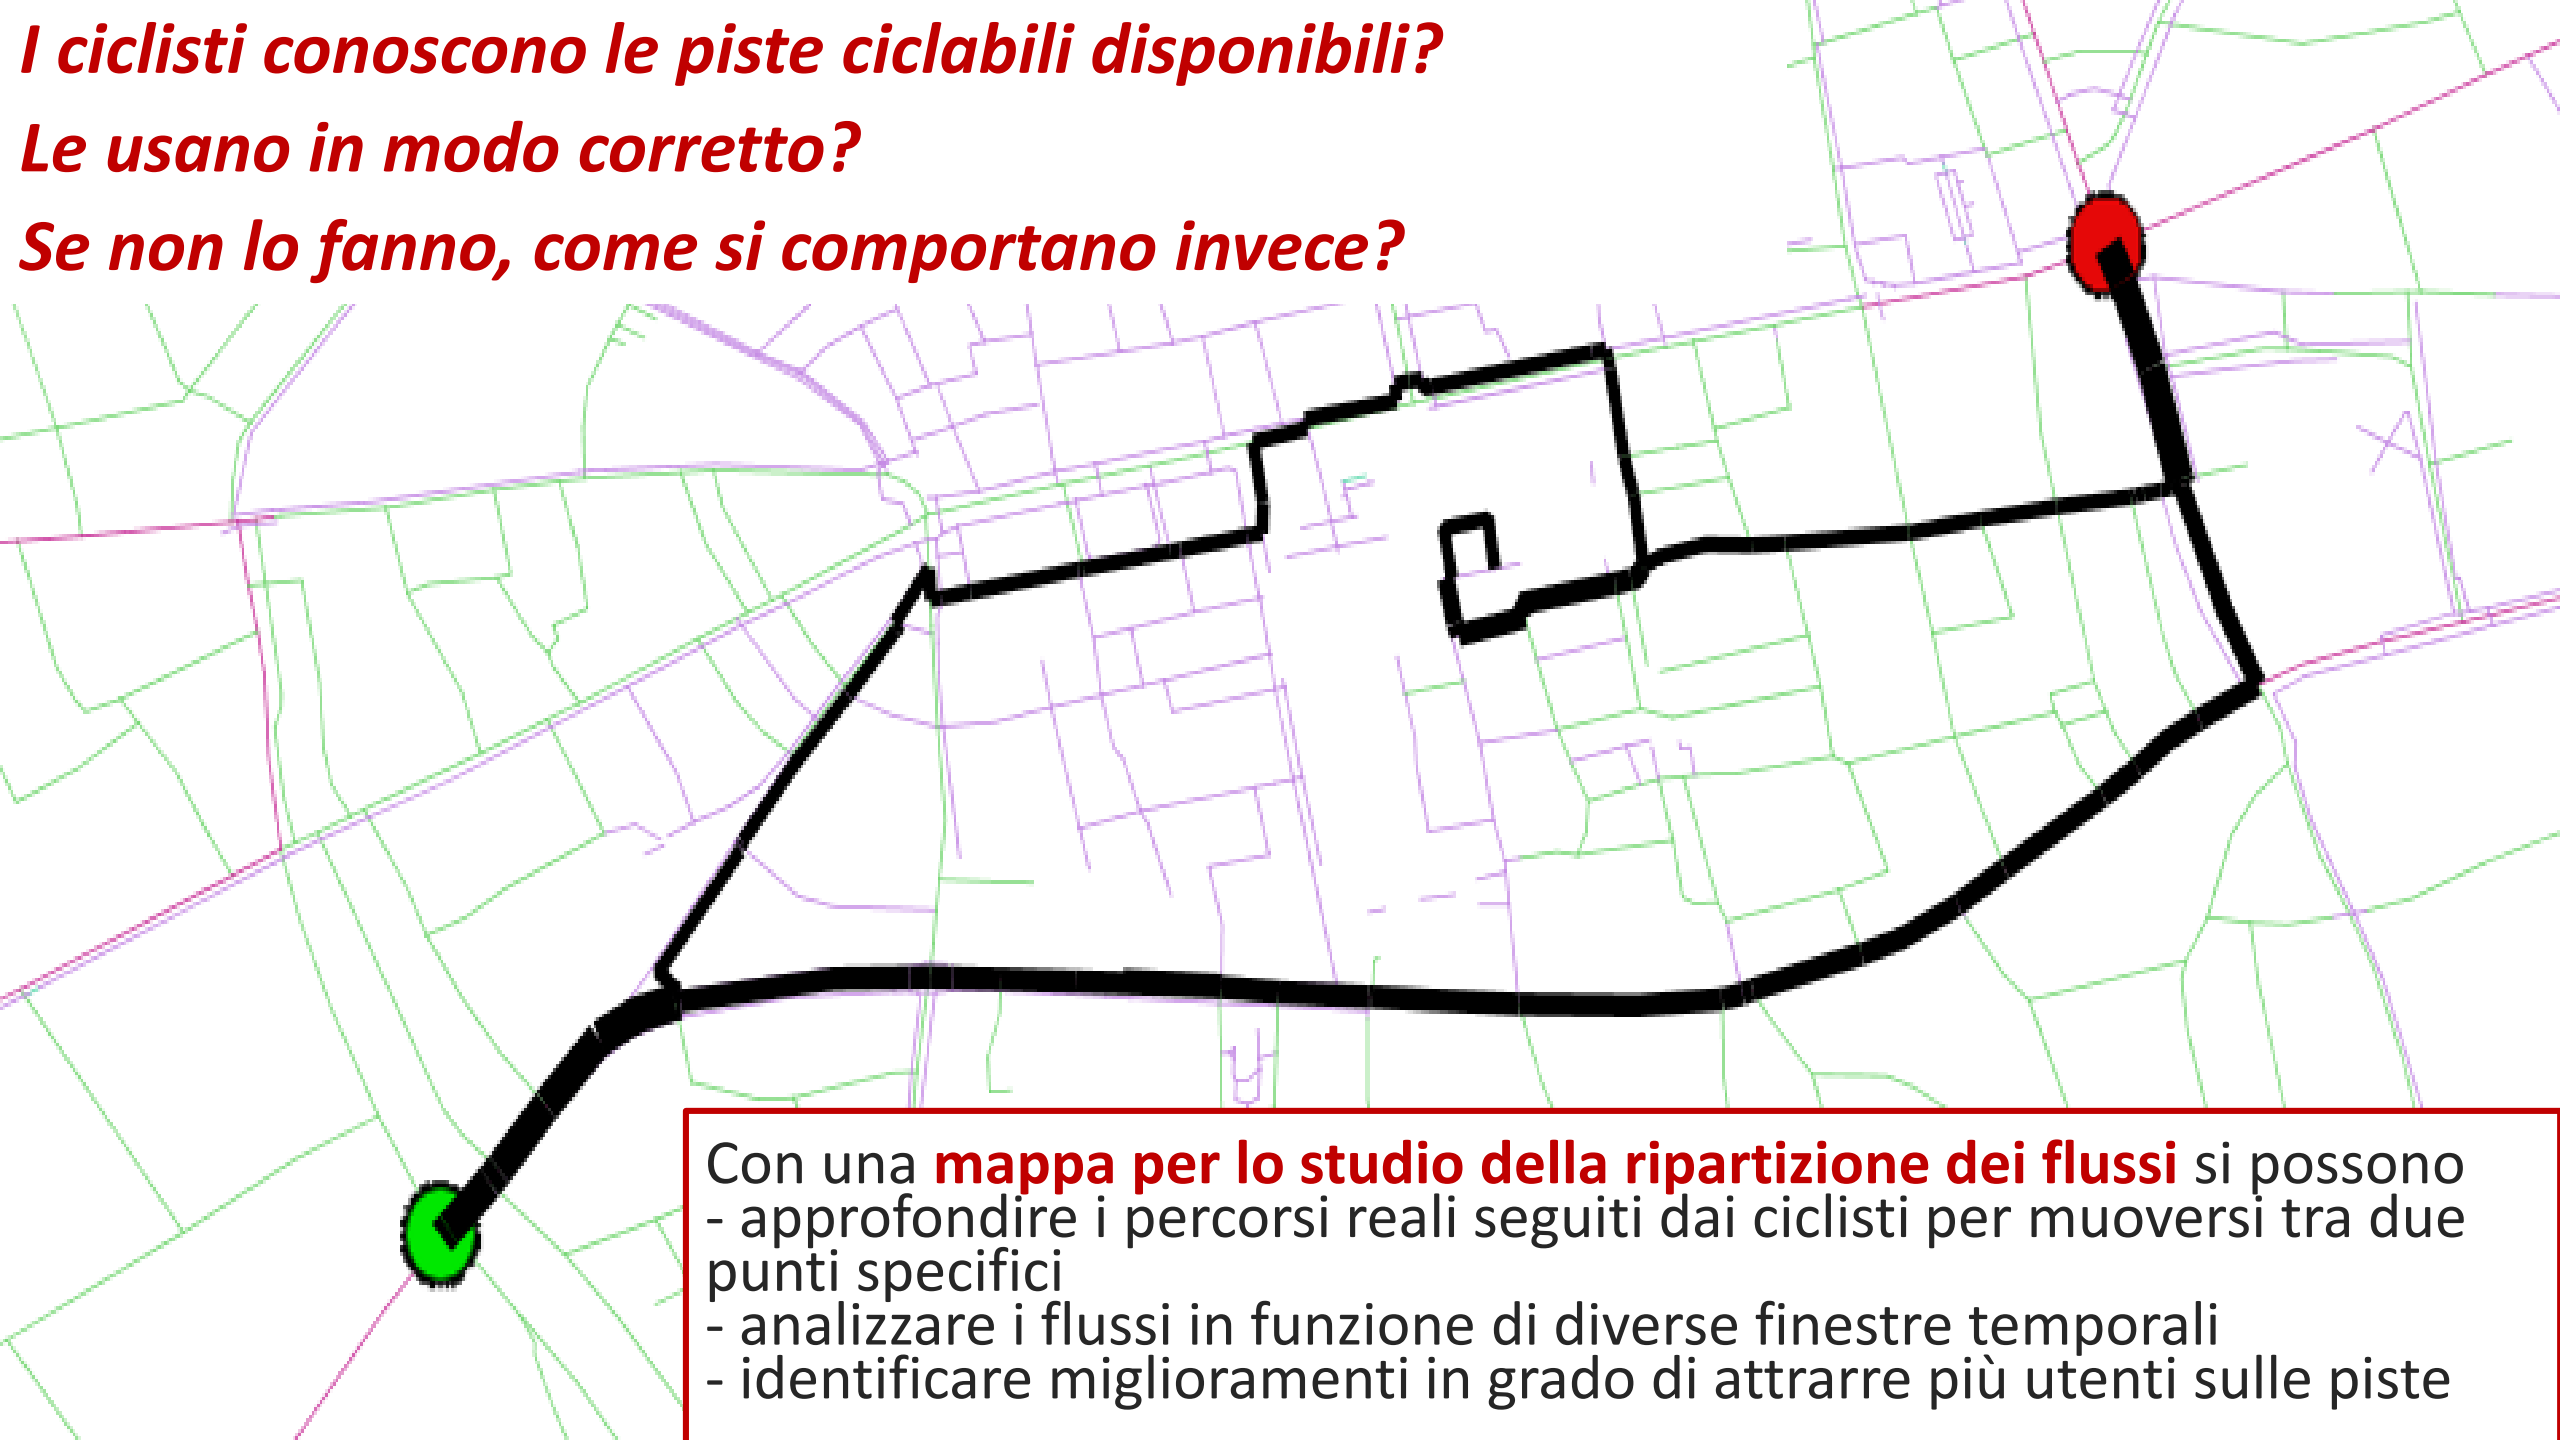 I ciclisti conoscono le piste ciclabili disponibili?
Le usano in modo corretto?
Se non lo fanno, come si comportano invece?
Con una mappa per lo studio della ripartizione dei flussi si possono
- approfondire i percorsi reali seguiti dai ciclisti per muoversi tra due
punti specifici
- analizzare i flussi in funzione di diverse finestre temporali
- identificare miglioramenti in grado di attrarre più utenti sulle piste